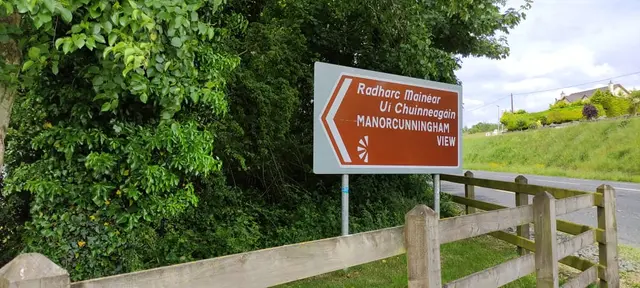 Radharc Mainéar
Uí Chuinneagáin
MANORCUNNINGHAM
VIEW